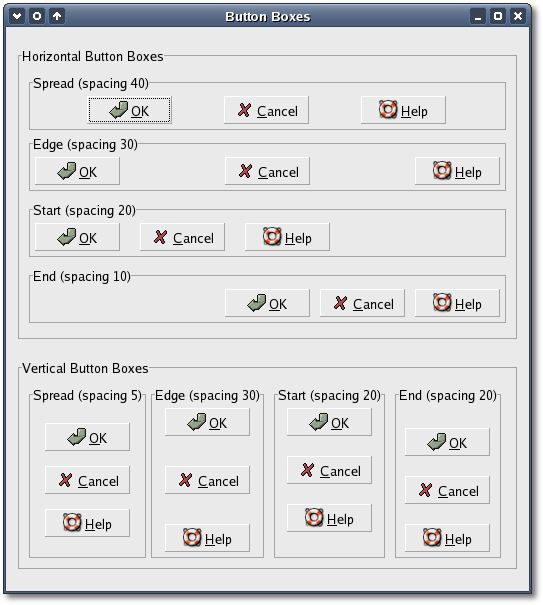 Button Boxes
Horizontal Button Boxes
Spread (spacing 40)
OK Cancel Help
Edge (spacing 30)
OK Cancel Help
Start (spacing 20)
OK Cancel Help
End (spacing 10)
OK Cancel Help
Vertical Button Boxes
Spread (spacing 5)
OK
Cancel
Help
Edge (spacing 30)
OK
Cancel
Help
Start (spacing 20)
OK
Cancel
Help
End (spacing 20)
OK
Cancel
Help